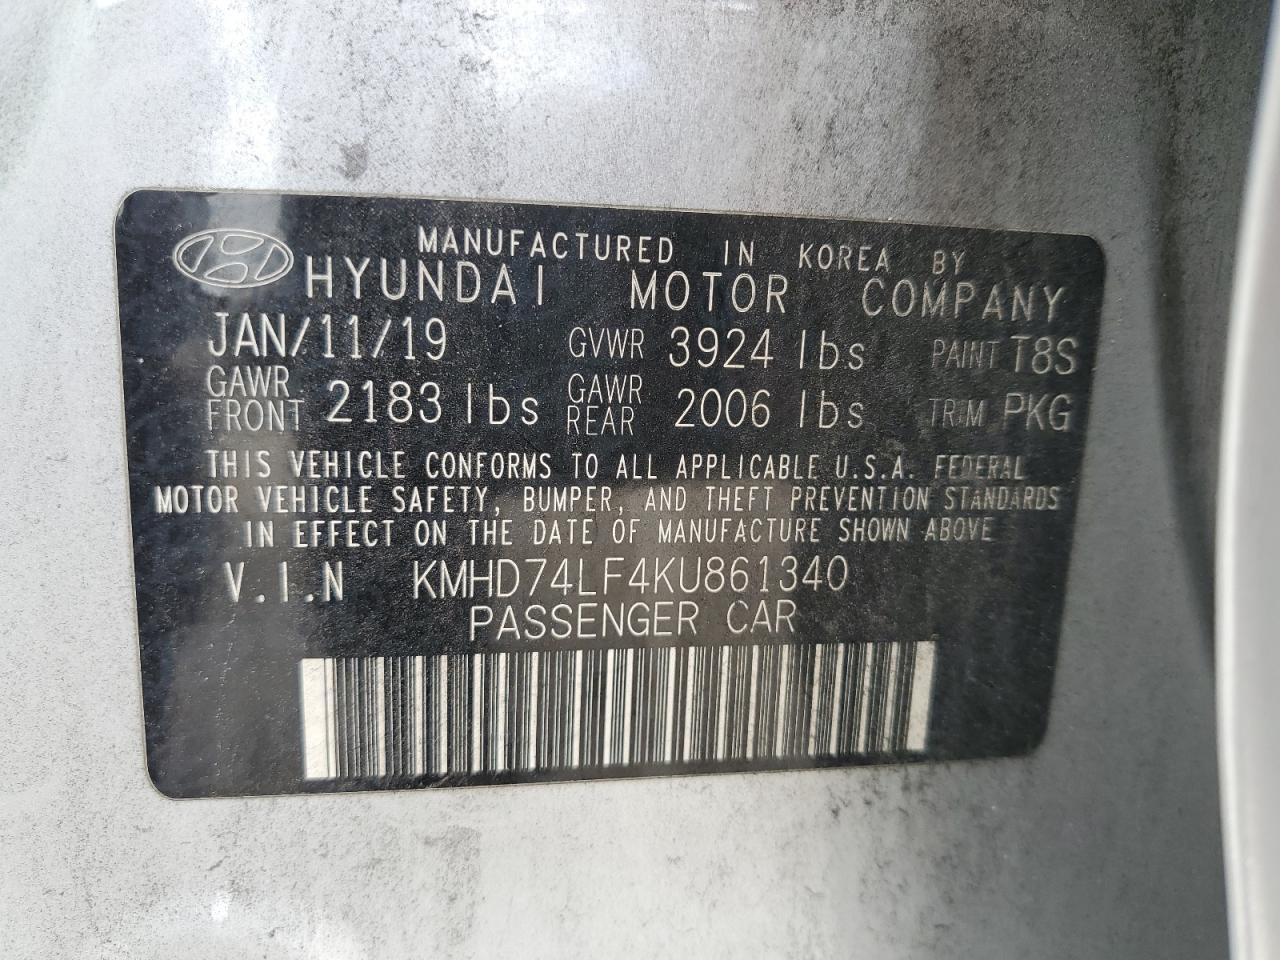 MANUFACTURED IN KOREA BY
HYUNDAI MOTOR COMPANY
JAN/11/19 GVWR 3924 lbs PAINT T8S
GAWR FRONT 2183 lbs GAWR REAR 2006 lbs TRIM PKG
THIS VEHICLE CONFORMS TO ALL APPLICABLE U.S.A. FEDERAL
MOTOR VEHICLE SAFETY, BUMPER, AND THEFT PREVENTION STANDARDS
IN EFFECT ON THE DATE OF MANUFACTURE SHOWN ABOVE
V.I.N KMHD74LF4KU861340
PASSENGER CAR